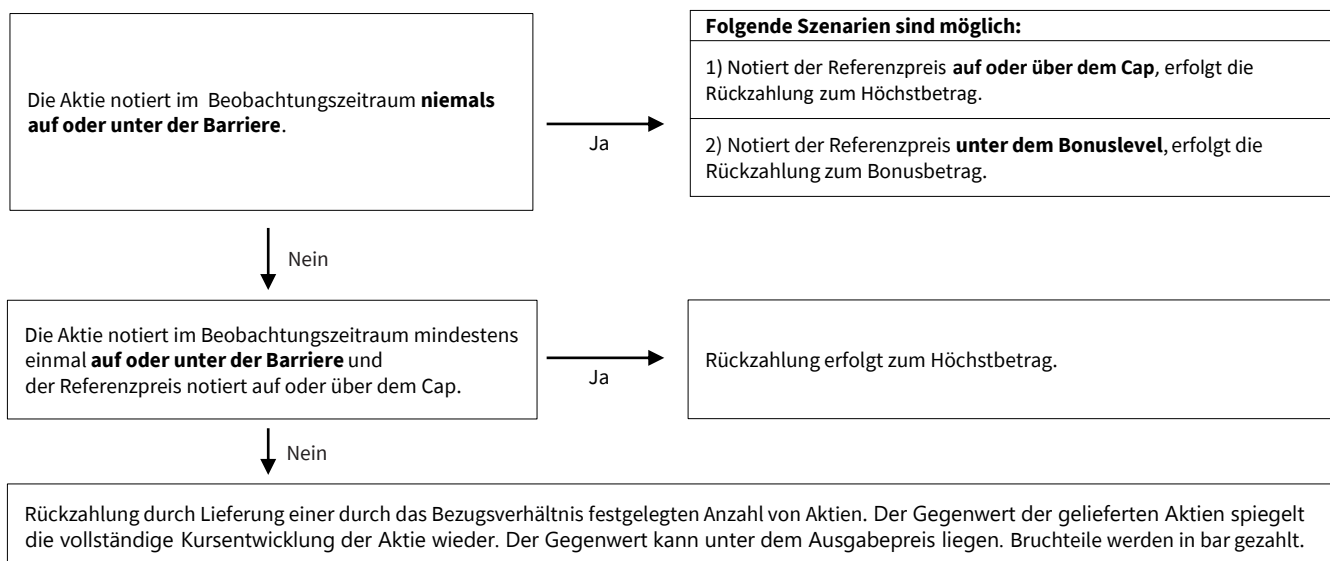 Die Aktie notiert im Beobachtungszeitraum niemals
auf oder unter der Barriere.
Ja
Folgende Szenarien sind möglich:
1) Notiert der Referenzpreis auf oder über dem Cap, erfolgt die
Rückzahlung zum Höchstbetrag.
2) Notiert der Referenzpreis unter dem Bonuslevel, erfolgt die
Rückzahlung zum Bonusbetrag.
Nein
Die Aktie notiert im Beobachtungszeitraum mindestens
einmal auf oder unter der Barriere und
der Referenzpreis notiert auf oder über dem Cap.
Ja
Rückzahlung erfolgt zum Höchstbetrag.
Nein
Rückzahlung durch Lieferung einer durch das Bezugsverhältnis festgelegten Anzahl von Aktien. Der Gegenwert der gelieferten Aktien spiegelt
die vollständige Kursentwicklung der Aktie wieder. Der Gegenwert kann unter dem Ausgabepreis liegen. Bruchteile werden in bar gezahlt.